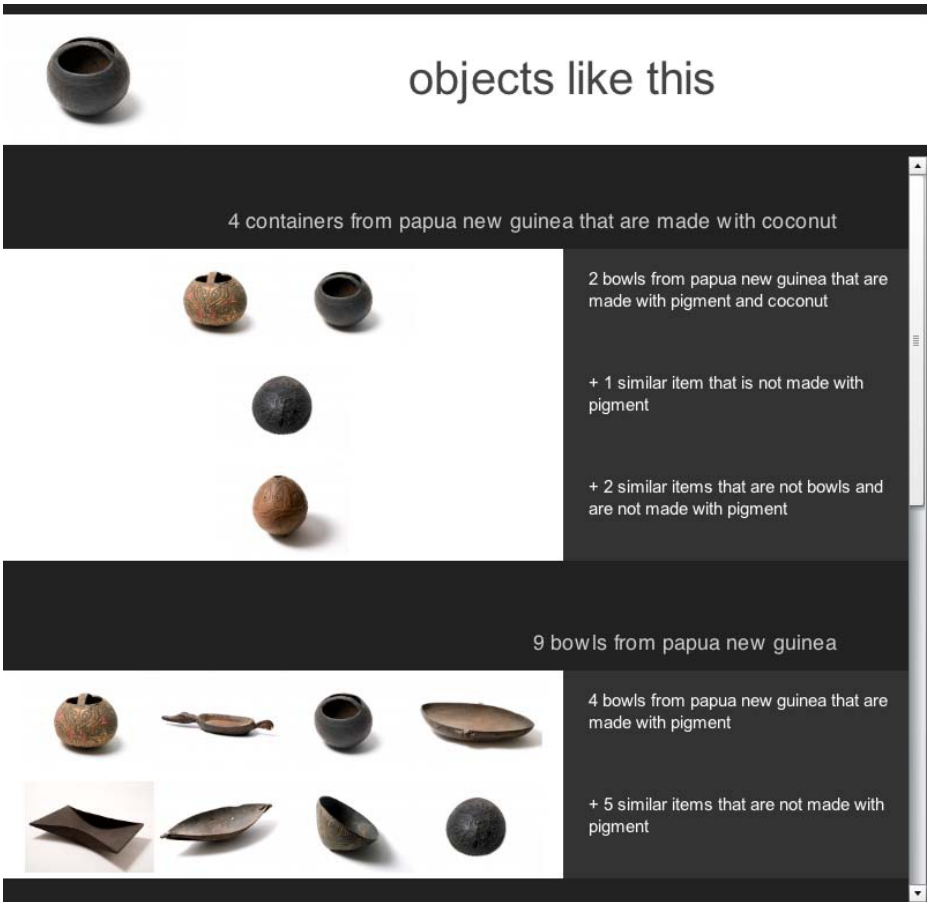 objects like this
4 containers from papua new guinea that are made with coconut
2 bowls from papua new guinea that are
made with pigment and coconut
+ 1 similar item that is not made with
pigment
+ 2 similar items that are not bowls and
are not made with pigment
9 bowls from papua new guinea
4 bowls from papua new guinea that are
made with pigment
+ 5 similar items that are not made with
pigment